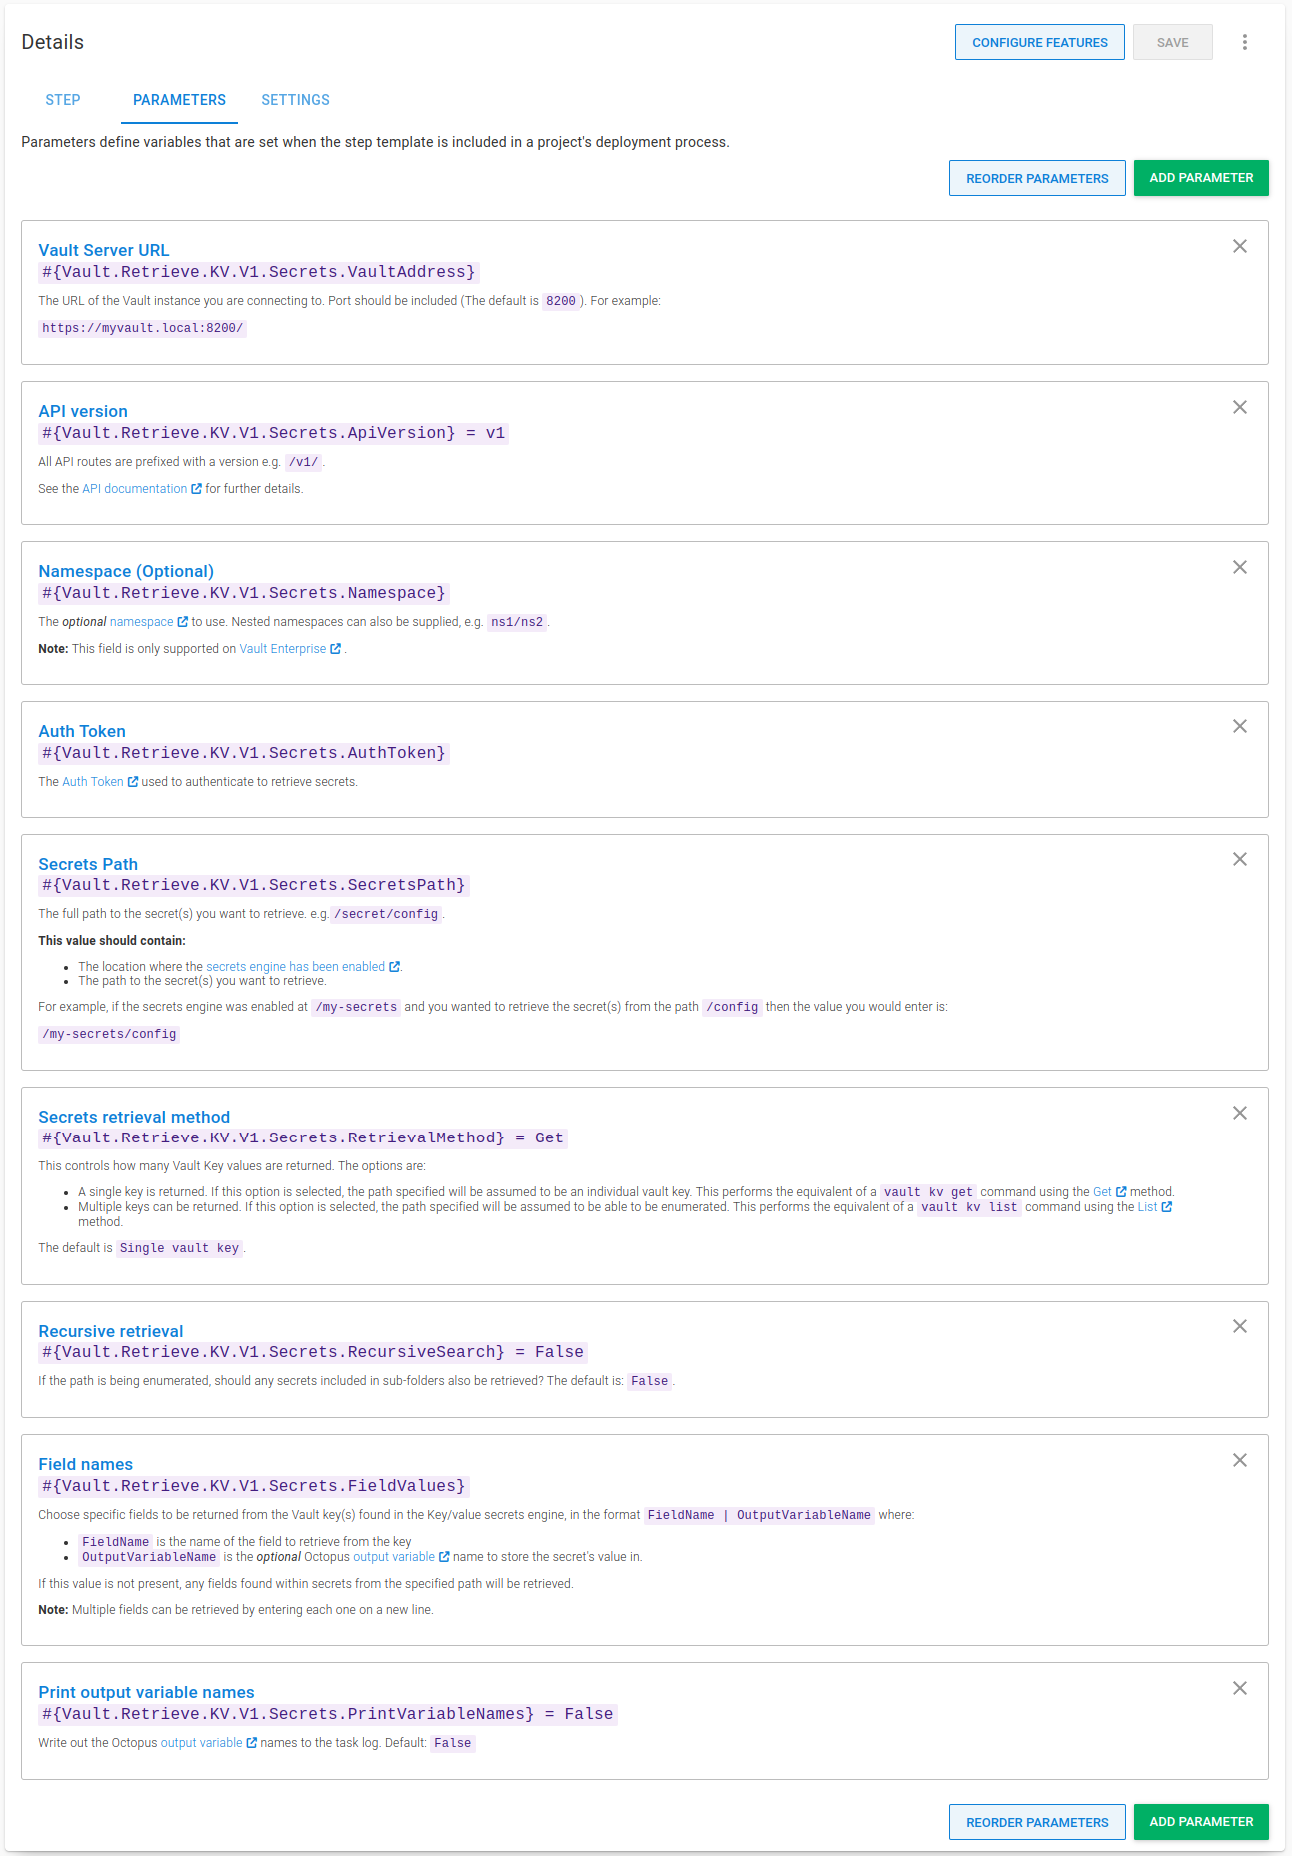 Details
CONFIGURE FEATURES
SAVE
STEP
PARAMETERS
SETTINGS
Parameters define variables that are set when the step template is included in a project's deployment process.
REORDER PARAMETERS
ADD PARAMETER
Vault Server URL
#{Vault.Retrieve.KV.V1.Secrets.VaultAddress}
The URL of the Vault instance you are connecting to. Port should be included (The default is 8200 ). For example:
https://myvault.local:8200/
API version
#{Vault.Retrieve.KV.V1.Secrets.ApiVersion} = v1
All API routes are prefixed with a version e.g. /v1/ .
See the API documentation for further details.
Namespace (Optional)
#{Vault.Retrieve.KV.V1.Secrets.Namespace}
The optional namespace to use. Nested namespaces can also be supplied, e.g. ns1/ns2 .
Note: This field is only supported on Vault Enterprise .
Auth Token
#{Vault.Retrieve.KV.V1.Secrets.AuthToken}
The Auth Token used to authenticate to retrieve secrets.
Secrets Path
#{Vault.Retrieve.KV.V1.Secrets.SecretsPath}
The full path to the secret(s) you want to retrieve. e.g. /secret/config .
This value should contain:
• The location where the secrets engine has been enabled .
• The path to the secret(s) you want to retrieve.
For example, if the secrets engine was enabled at /my-secrets and you wanted to retrieve the secret(s) from the path /config then the value you would enter is:
/my-secrets/config
Secrets retrieval method
#{Vault.Retrieve.KV.V1.Secrets.RetrievalMethod} = Get
This controls how many Vault Key values are returned. The options are:
• A single key is returned. If this option is selected, the path specified will be assumed to be an individual vault key. This performs the equivalent of a vault kv get command using the Get method.
• Multiple keys can be returned. If this option is selected, the path specified will be assumed to be able to be enumerated. This performs the equivalent of a vault kv list command using the List
method.
The default is Single vault key .
Recursive retrieval
#{Vault.Retrieve.KV.V1.Secrets.RecursiveSearch} = False
If the path is being enumerated, should any secrets included in sub-folders also be retrieved? The default is: False .
Field names
#{Vault.Retrieve.KV.V1.Secrets.FieldValues}
Choose specific fields to be returned from the Vault key(s) found in the Key/value secrets engine, in the format FieldName | OutputVariableName where:
• FieldName is the name of the field to retrieve from the key
• OutputVariableName is the optional Octopus output variable name to store the secret's value in.
If this value is not present, any fields found within secrets from the specified path will be retrieved.
Note: Multiple fields can be retrieved by entering each one on a new line.
Print output variable names
#{Vault.Retrieve.KV.V1.Secrets.PrintVariableNames} = False
Write out the Octopus output variable names to the task log. Default: False
REORDER PARAMETERS
ADD PARAMETER